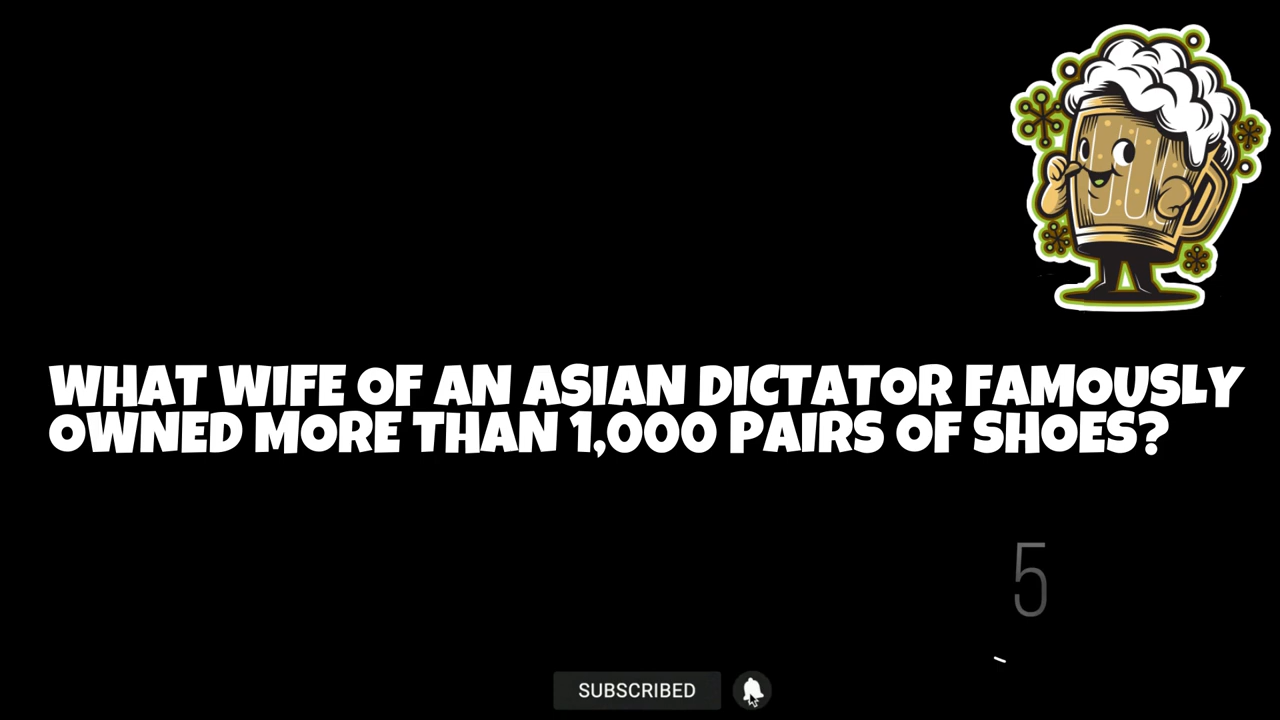 WHAT WIFE OF AN ASIAN DICTATOR FAMOUSLY
OWNED MORE THAN 1,000 PAIRS OF SHOES?
5
SUBSCRIBED